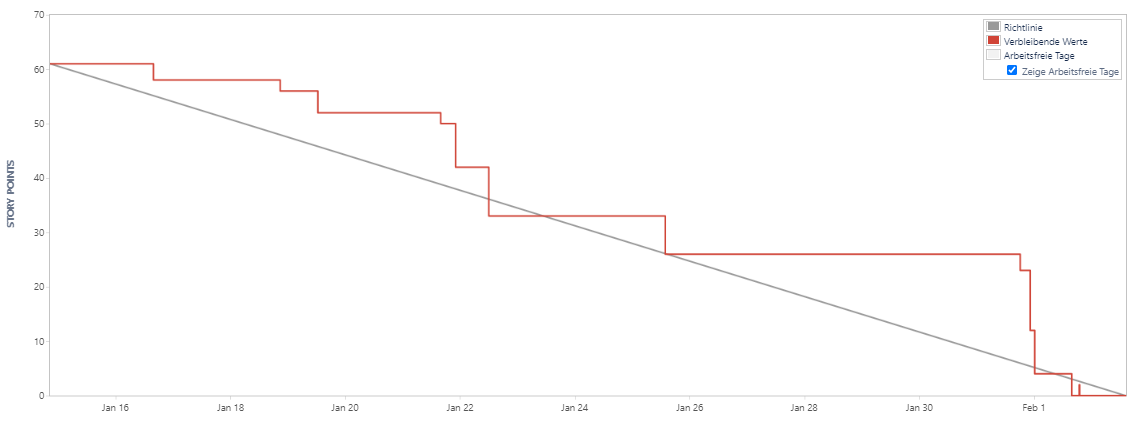 70
60
50
40
30
20
10
0
STORY POINTS
Richtlinie
Verbleibende Werte
Arbeitsfreie Tage
Zeige Arbeitsfreie Tage
Jan 16 Jan 18 Jan 20 Jan 22 Jan 24 Jan 26 Jan 28 Jan 30 Feb 1